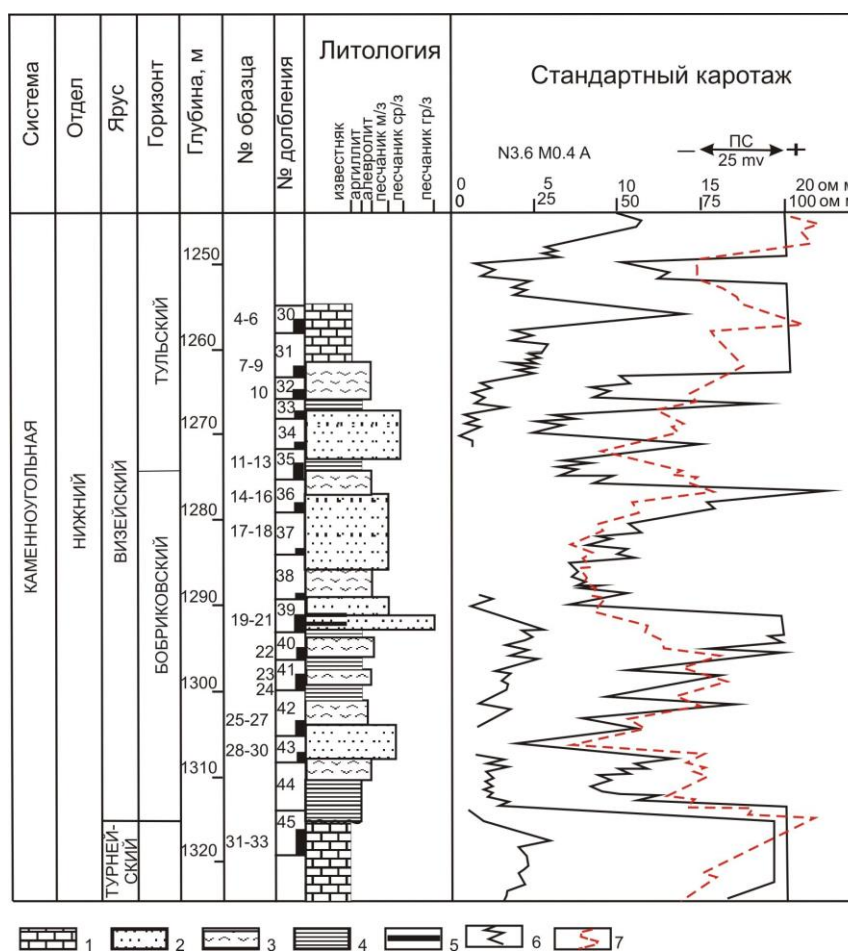 Система
Отдел
Ярус
Горизонт
Глубина, м
№ образца
№ долбления
Литология
известняк
аргиллит
алевролит
песчаник м/з
песчаник ср/з
песчаник гр/з
Стандартный каротаж
N3.6 M0.4 A
— ПС +
25 mv
0 5 10 15 20 ом м
0 25 50 75 100 ом м
КАМЕННОУГОЛЬНАЯ
НИЖНИЙ
ВИЗЕЙСКИЙ
ТУРНЕЙ-
СКИЙ
ТУЛЬСКИЙ
БОБРИКОВСКИЙ
1250
1260
1270
1280
1290
1300
1310
1320
4-6
7-9
10
11-13
14-16
17-18
19-21
22
23
24
25-27
28-30
31-33
30
31
32
33
34
35
36
37
38
39
40
41
42
43
44
45
1 2 3 4 5 6 7